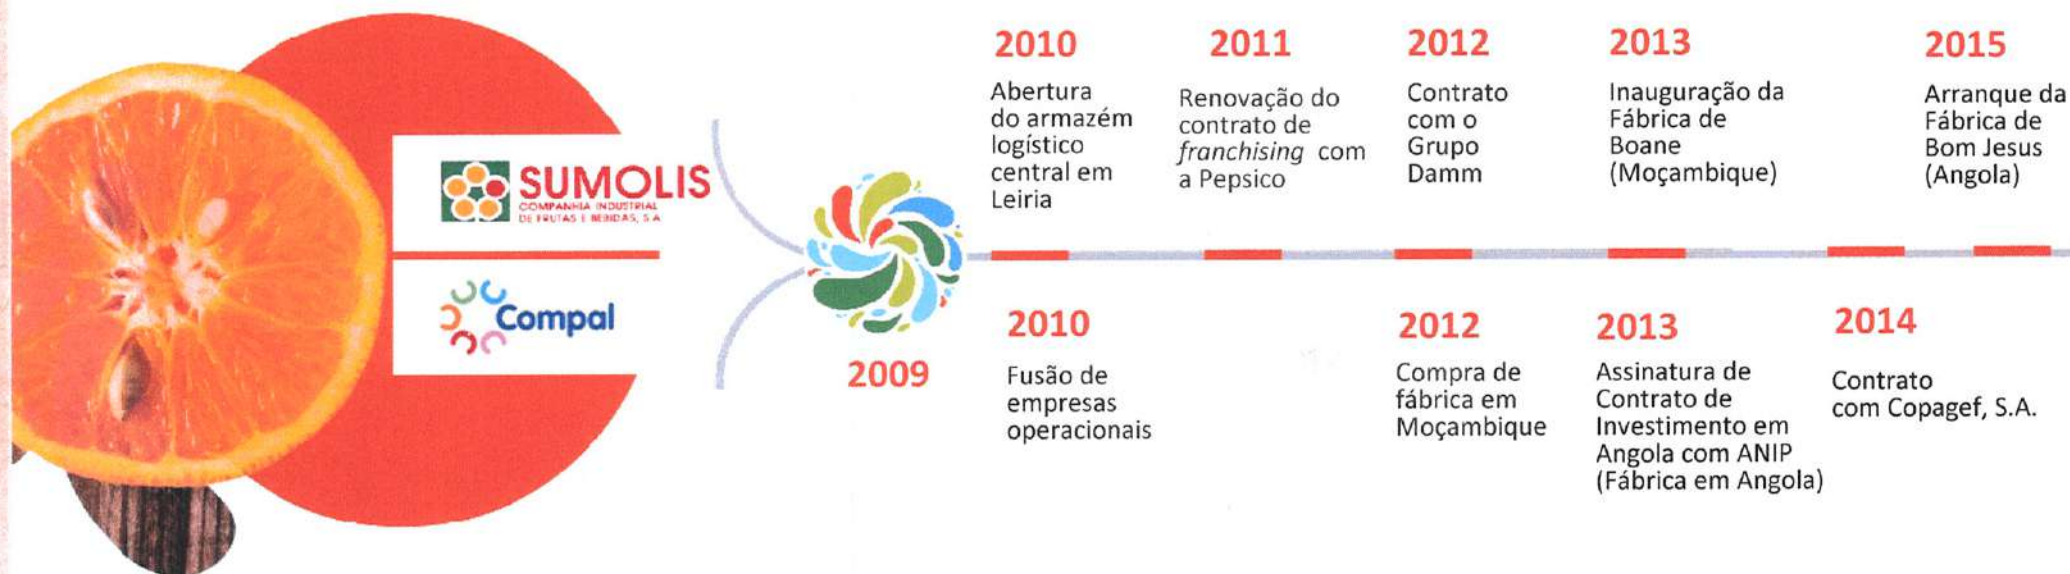 SUMOLIS
COMPANHIA INDUSTRIAL
DE FRUTAS E BEBIDAS, S.A.
Compal
2009
2010
Abertura
do armazém
logístico
central em
Leiria
2011
Renovação do
contrato de
franchising com
a Pepsico
2012
Contrato
com o
Grupo
Damm
2013
Inauguração da
Fábrica de
Boane
(Moçambique)
2015
Arranque da
Fábrica de
Bom Jesus
(Angola)
2010
Fusão de
empresas
operacionais
2012
Compra de
fábrica em
Moçambique
2013
Assinatura de
Contrato de
Investimento em
Angola com ANIP
(Fábrica em Angola)
2014
Contrato
com Copagef, S.A.